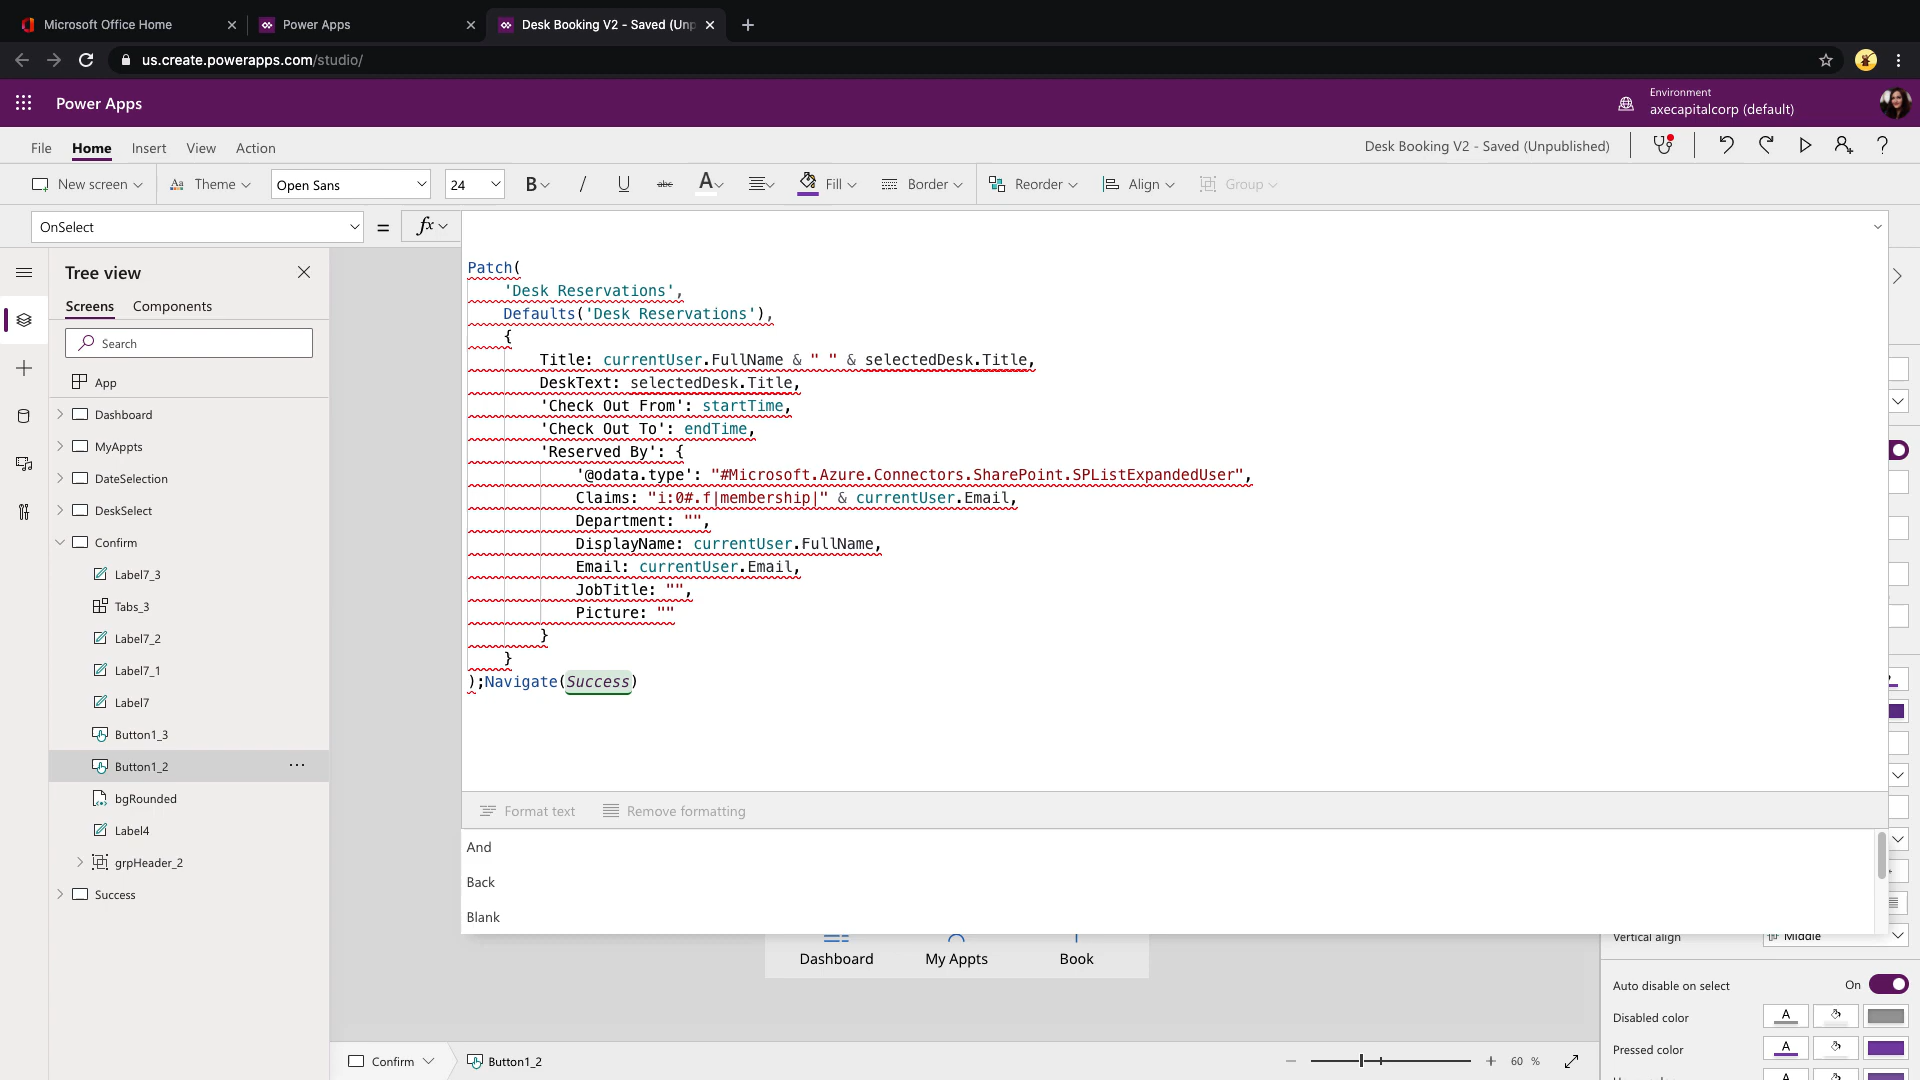 Microsoft Office Home
Power Apps
Desk Booking V2 - Saved (Unp
us.create.powerapps.com/studio/
Power Apps
Environment
axecapitalcorp (default)
File Home Insert View Action
Desk Booking V2 - Saved (Unpublished)
New screen Theme Open Sans 24 B / U abc A Fill Border Reorder Align Group
OnSelect = fx
Tree view
Screens Components
Search
App
Dashboard
MyAppts
DateSelection
DeskSelect
Confirm
Label7_3
Tabs_3
Label7_2
Label7_1
Label7
Button1_3
Button1_2 ...
bgRounded
Label4
grpHeader_2
Success
Patch(
'Desk Reservations',
Defaults('Desk Reservations'),
{
Title: currentUser.FullName & " " & selectedDesk.Title,
DeskText: selectedDesk.Title,
'Check Out From': startTime,
'Check Out To': endTime,
'Reserved By': {
'@odata.type': "#Microsoft.Azure.Connectors.SharePoint.SPListExpandedUser",
Claims: "i:0#.f|membership|" & currentUser.Email,
Department: "",
DisplayName: currentUser.FullName,
Email: currentUser.Email,
JobTitle: "",
Picture: ""
}
}
);Navigate(Success)
Format text Remove formatting
And
Back
Blank
Dashboard My Appts Book
Vertical align Middle
Auto disable on select On
Disabled color A
Pressed color A
Confirm Button1_2
60 %